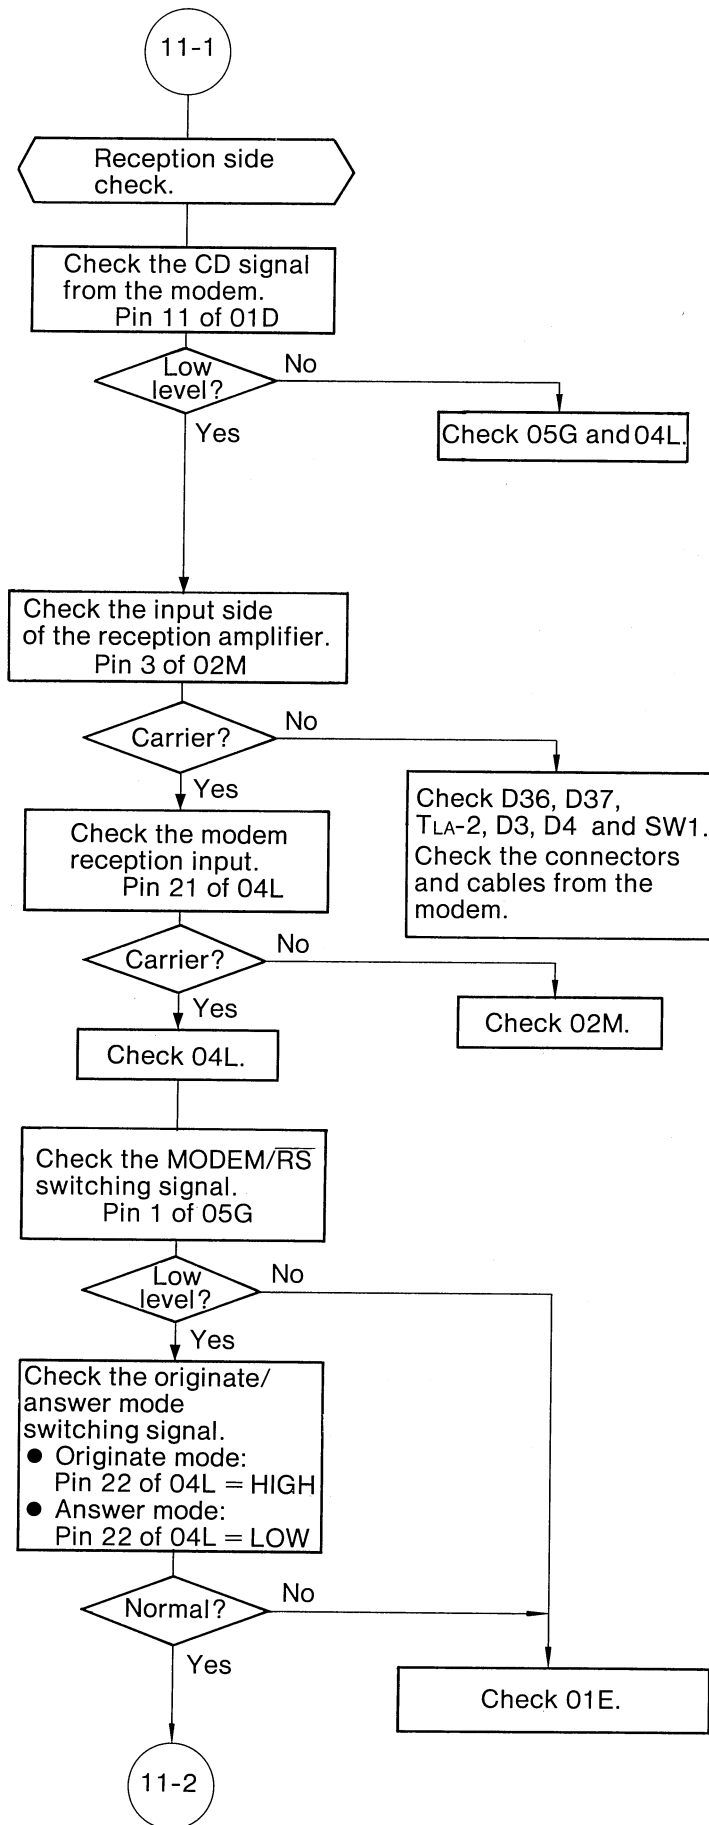 11-1
Reception side
check.
Check the CD signal
from the modem.
Pin 11 of 01D
Low
level?
No
Yes
Check 05G and 04L.
Check the input side
of the reception amplifier.
Pin 3 of 02M
Carrier?
No
Yes
Check D36, D37,
TLA-2, D3, D4 and SW1.
Check the connectors
and cables from the
modem.
Check the modem
reception input.
Pin 21 of 04L
Carrier?
No
Yes
Check 02M.
Check 04L.
Check the MODEM/R̅S̅
switching signal.
Pin 1 of 05G
Low
level?
No
Yes
Check the originate/
answer mode
switching signal.
● Originate mode:
Pin 22 of 04L = HIGH
● Answer mode:
Pin 22 of 04L = LOW
Normal?
No
Yes
Check 01E.
11-2